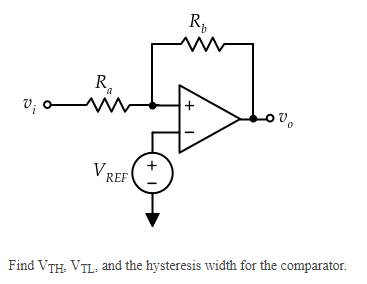 R_b
R_a
v_i
+
−
v_o
V_REF
+
−
Find V_TH, V_TL, and the hysteresis width for the comparator.